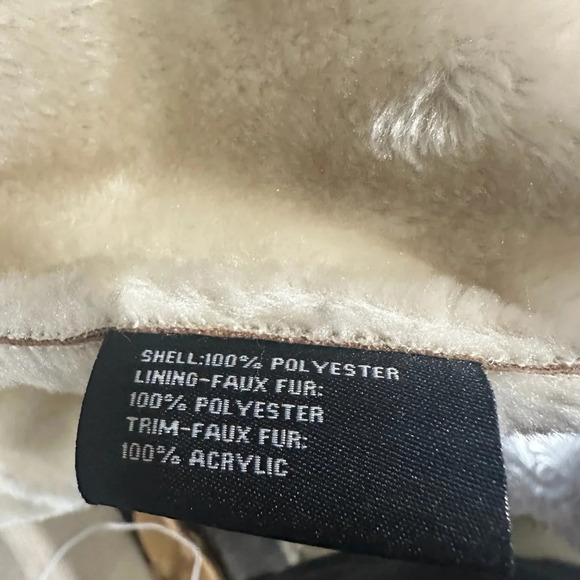 SHELL:100% POLYESTER
LINING-FAUX FUR:
100% POLYESTER
TRIM-FAUX FUR:
100% ACRYLIC